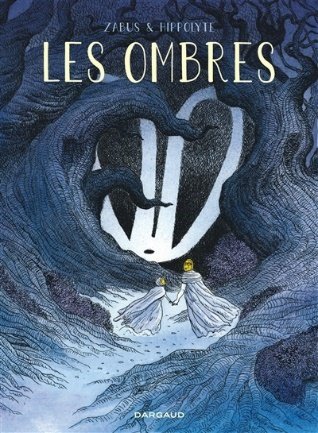 ZABUS & HIPPOLYTE
LES OMBRES
DARGAUD